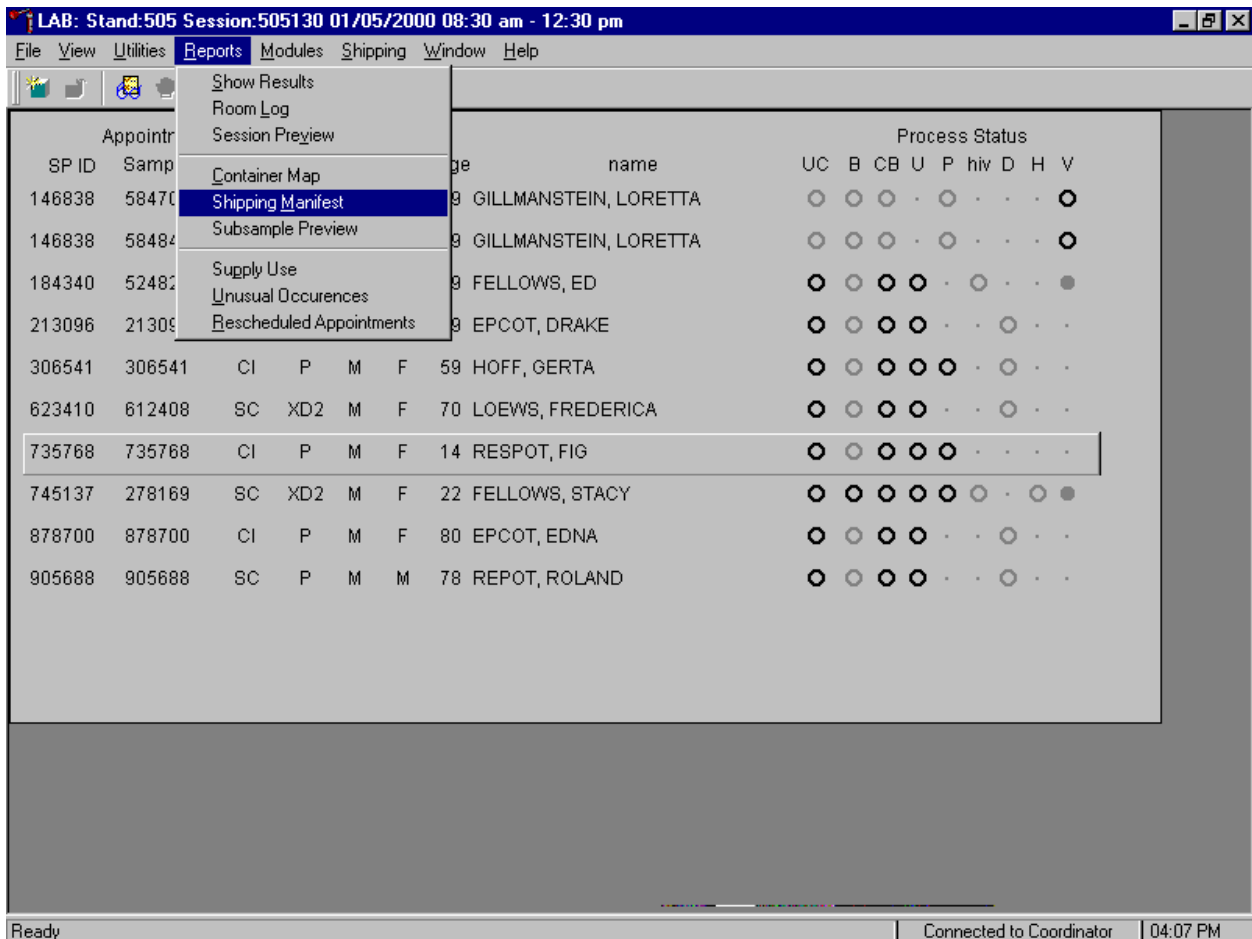 LAB: Stand:505 Session:505130 01/05/2000 08:30 am - 12:30 pm
File View Utilities Reports Modules Shipping Window Help
Show Results
Room Log
Session Preview
Container Map
Shipping Manifest
Subsample Preview
Supply Use
Unusual Occurences
Rescheduled Appointments
Process Status
SP ID name UC B CB U P hiv D H V
146838 GILLMANSTEIN, LORETTA
146838 GILLMANSTEIN, LORETTA
184340 FELLOWS, ED
213096 EPCOT, DRAKE
306541 306541 CI P M F 59 HOFF, GERTA
623410 612408 SC XD2 M F 70 LOEWS, FREDERICA
735768 735768 CI P M F 14 RESPOT, FIG
745137 278169 SC XD2 M F 22 FELLOWS, STACY
878700 878700 CI P M F 80 EPCOT, EDNA
905688 905688 SC P M M 78 REPOT, ROLAND
Ready Connected to Coordinator 04:07 PM